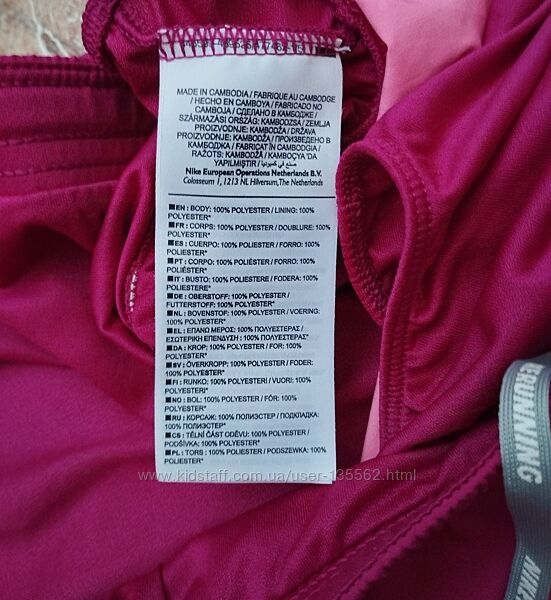 MADE IN CAMBODIA / FABRIQUE AU CAMBODGE
/ HECHO EN CAMBOYA / FABRICADO NO
CAMBOJA / СДЕЛАНО В КАМБОДЖЕ /
SZÁRMAZÁSI ORSZÁG: KAMBODZSA / ZEMLJA
PROIZVODNJE: KAMBODŽA / DRŽAVA
PROIZVODNJE: KAMBODŽA / ПРОИЗВЕДЕНО В
КАМБОДЖА / FABRICAT ÎN CAMBODGIA /
RAŽOTS: KAMBODŽĀ / KAMBOÇYA'DA
YAPILMIŞTIR / صنع في كمبوديا
Nike European Operations Netherlands B.V.
Colosseum 1, 1213 NL Hilversum, The Netherlands
EN : BODY: 100% POLYESTER / LINING: 100%
POLYESTER*
FR : CORPS: 100% POLYESTER / DOUBLURE: 100%
POLYESTER*
ES : CUERPO: 100% POLIÉSTER / FORRO: 100%
POLIÉSTER*
PT : CORPO: 100% POLIÉSTER / FORRO: 100%
POLIÉSTER*
IT : BUSTO: 100% POLIESTERE / FODERA: 100%
POLIESTERE*
DE : OBERSTOFF: 100% POLYESTER /
FUTTERSTOFF: 100% POLYESTER*
NL : BOVENSTOF: 100% POLYESTER / VOERING:
100% POLYESTER*
EL : ΕΠΑΝΩ ΜΕΡΟΣ: 100% ΠΟΛΥΕΣΤΕΡΑΣ /
ΕΣΩΤΕΡΙΚΗ ΕΠΕΝΔΥΣΗ: 100% ΠΟΛΥΕΣΤΕΡΑΣ*
DA : KROP: 100% POLYESTER / FOR: 100%
POLYESTER*
SV : ÖVERKROPP: 100% POLYESTER / FODER:
100% POLYESTER*
FI : RUNKO: 100% POLYESTERI / VUORI: 100%
POLYESTERI*
NO : BOL: 100% POLYESTER / FÔR: 100%
POLYESTER*
RU : КОРСАЖ: 100% ПОЛИЭСТЕР / ПОДКЛАДКА:
100% ПОЛИЭСТЕР*
CS : TĚLNÍ ČÁST ODĚVU: 100% POLYESTER /
PODŠÍVKA: 100% POLYESTER*
PL : TORS : 100% POLIESTER / PODSZEWKA: 100%
POLIESTER*
www.kidstaff.com.ua/user-135562.html
RUNNING